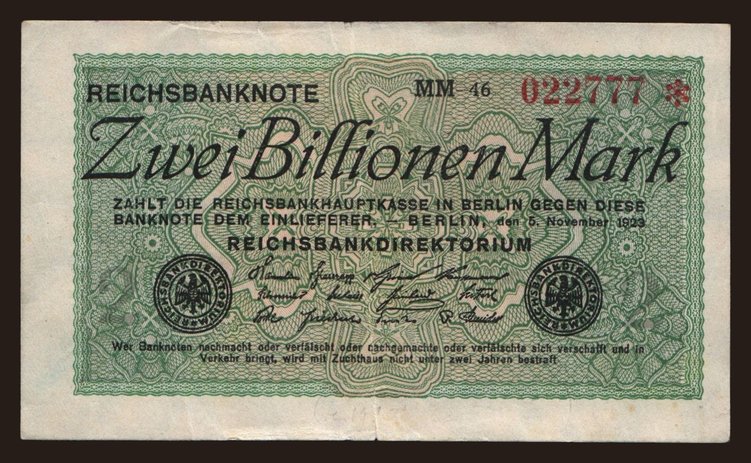 REICHSBANKNOTE MM 46 022777 *
Zwei Billionen Mark
ZAHLT DIE REICHSBANKHAUPTKASSE IN BERLIN GEGEN DIESE
BANKNOTE DEM EINLIEFERER. BERLIN, den 5. November 1923
REICHSBANKDIREKTORIUM
REICHSBANKDIREKTORIUM
REICHSBANKDIREKTORIUM
Wer Banknoten nachmacht oder verfälscht oder nachgemachte oder verfälschte sich verschafft und in
Verkehr bringt, wird mit Zuchthaus nicht unter zwei Jahren bestraft